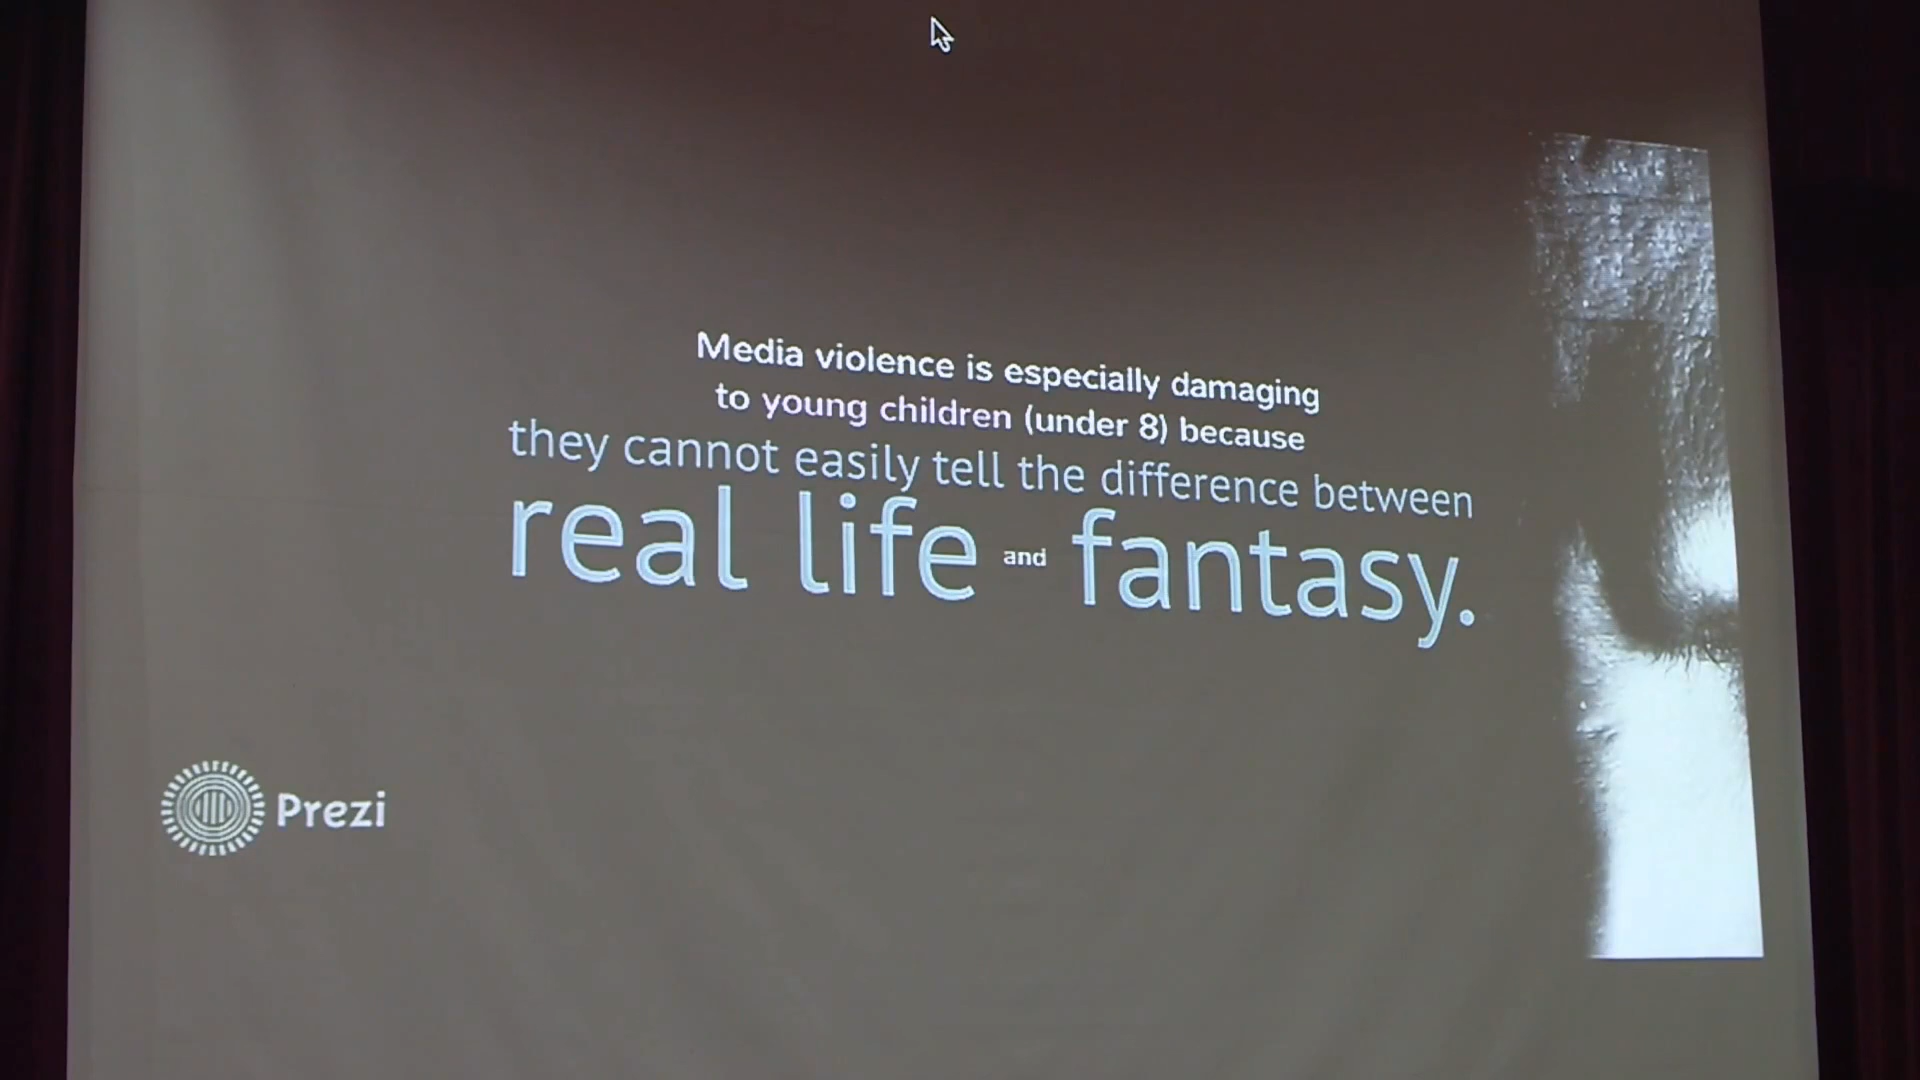 Media violence is especially damaging
to young children (under 8) because
they cannot easily tell the difference between
real life and fantasy.
Prezi